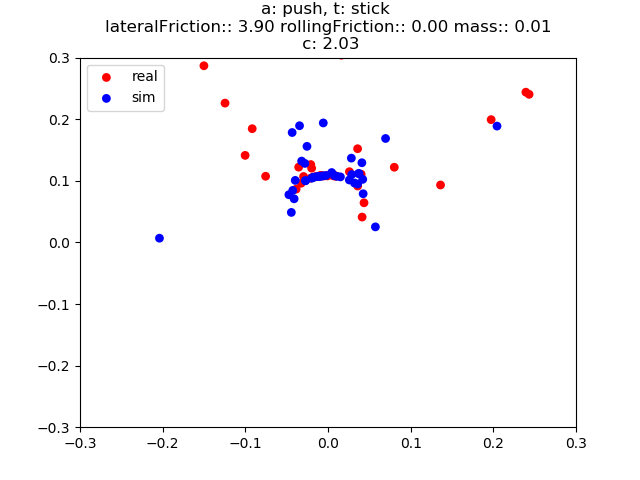 a: push, t: stick
lateralFriction:: 3.90 rollingFriction:: 0.00 mass:: 0.01
c: 2.03
real
sim
0.3
0.2
0.1
0.0
−0.1
−0.2
−0.3
−0.3 −0.2 −0.1 0.0 0.1 0.2 0.3